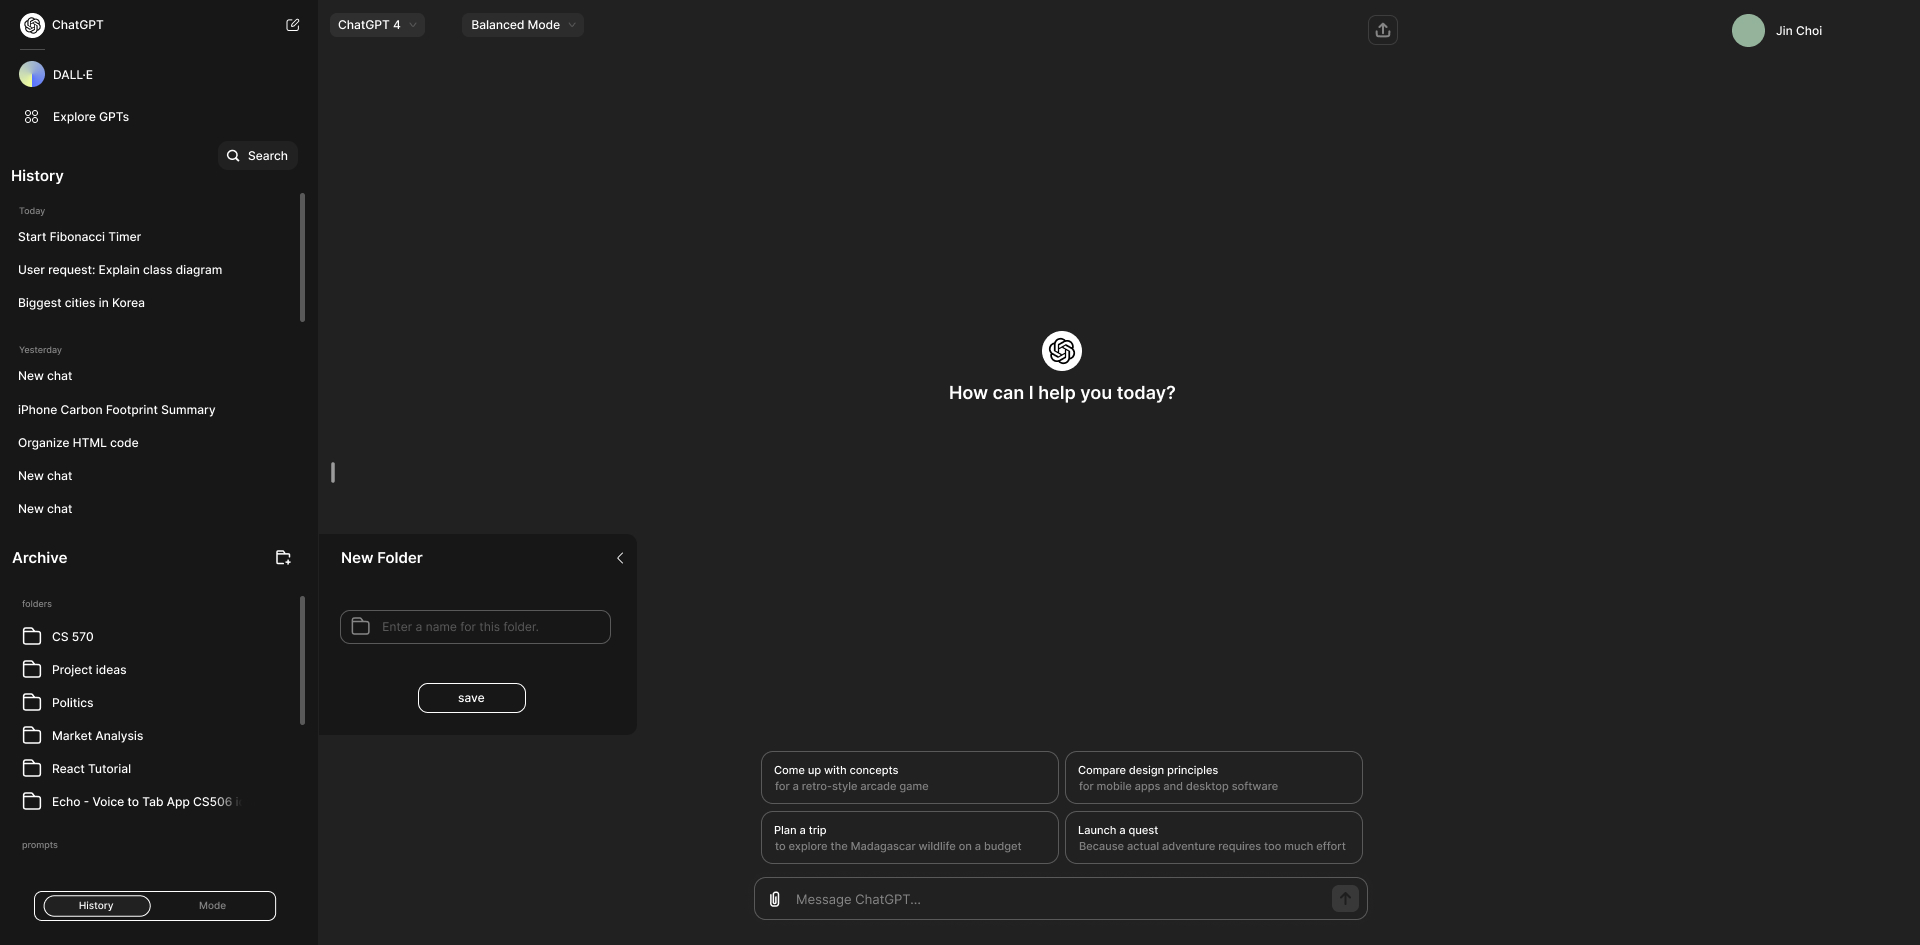 ChatGPT
DALL·E
Explore GPTs
Search
History
Today
Start Fibonacci Timer
User request: Explain class diagram
Biggest cities in Korea
Yesterday
New chat
iPhone Carbon Footprint Summary
Organize HTML code
New chat
New chat
Archive
folders
CS 570
Project ideas
Politics
Market Analysis
React Tutorial
Echo - Voice to Tab App CS506
prompts
History
Mode
ChatGPT 4
Balanced Mode
Jin Choi
How can I help you today?
New Folder
Enter a name for this folder.
save
Come up with concepts
for a retro-style arcade game
Compare design principles
for mobile apps and desktop software
Plan a trip
to explore the Madagascar wildlife on a budget
Launch a quest
Because actual adventure requires too much effort
Message ChatGPT...